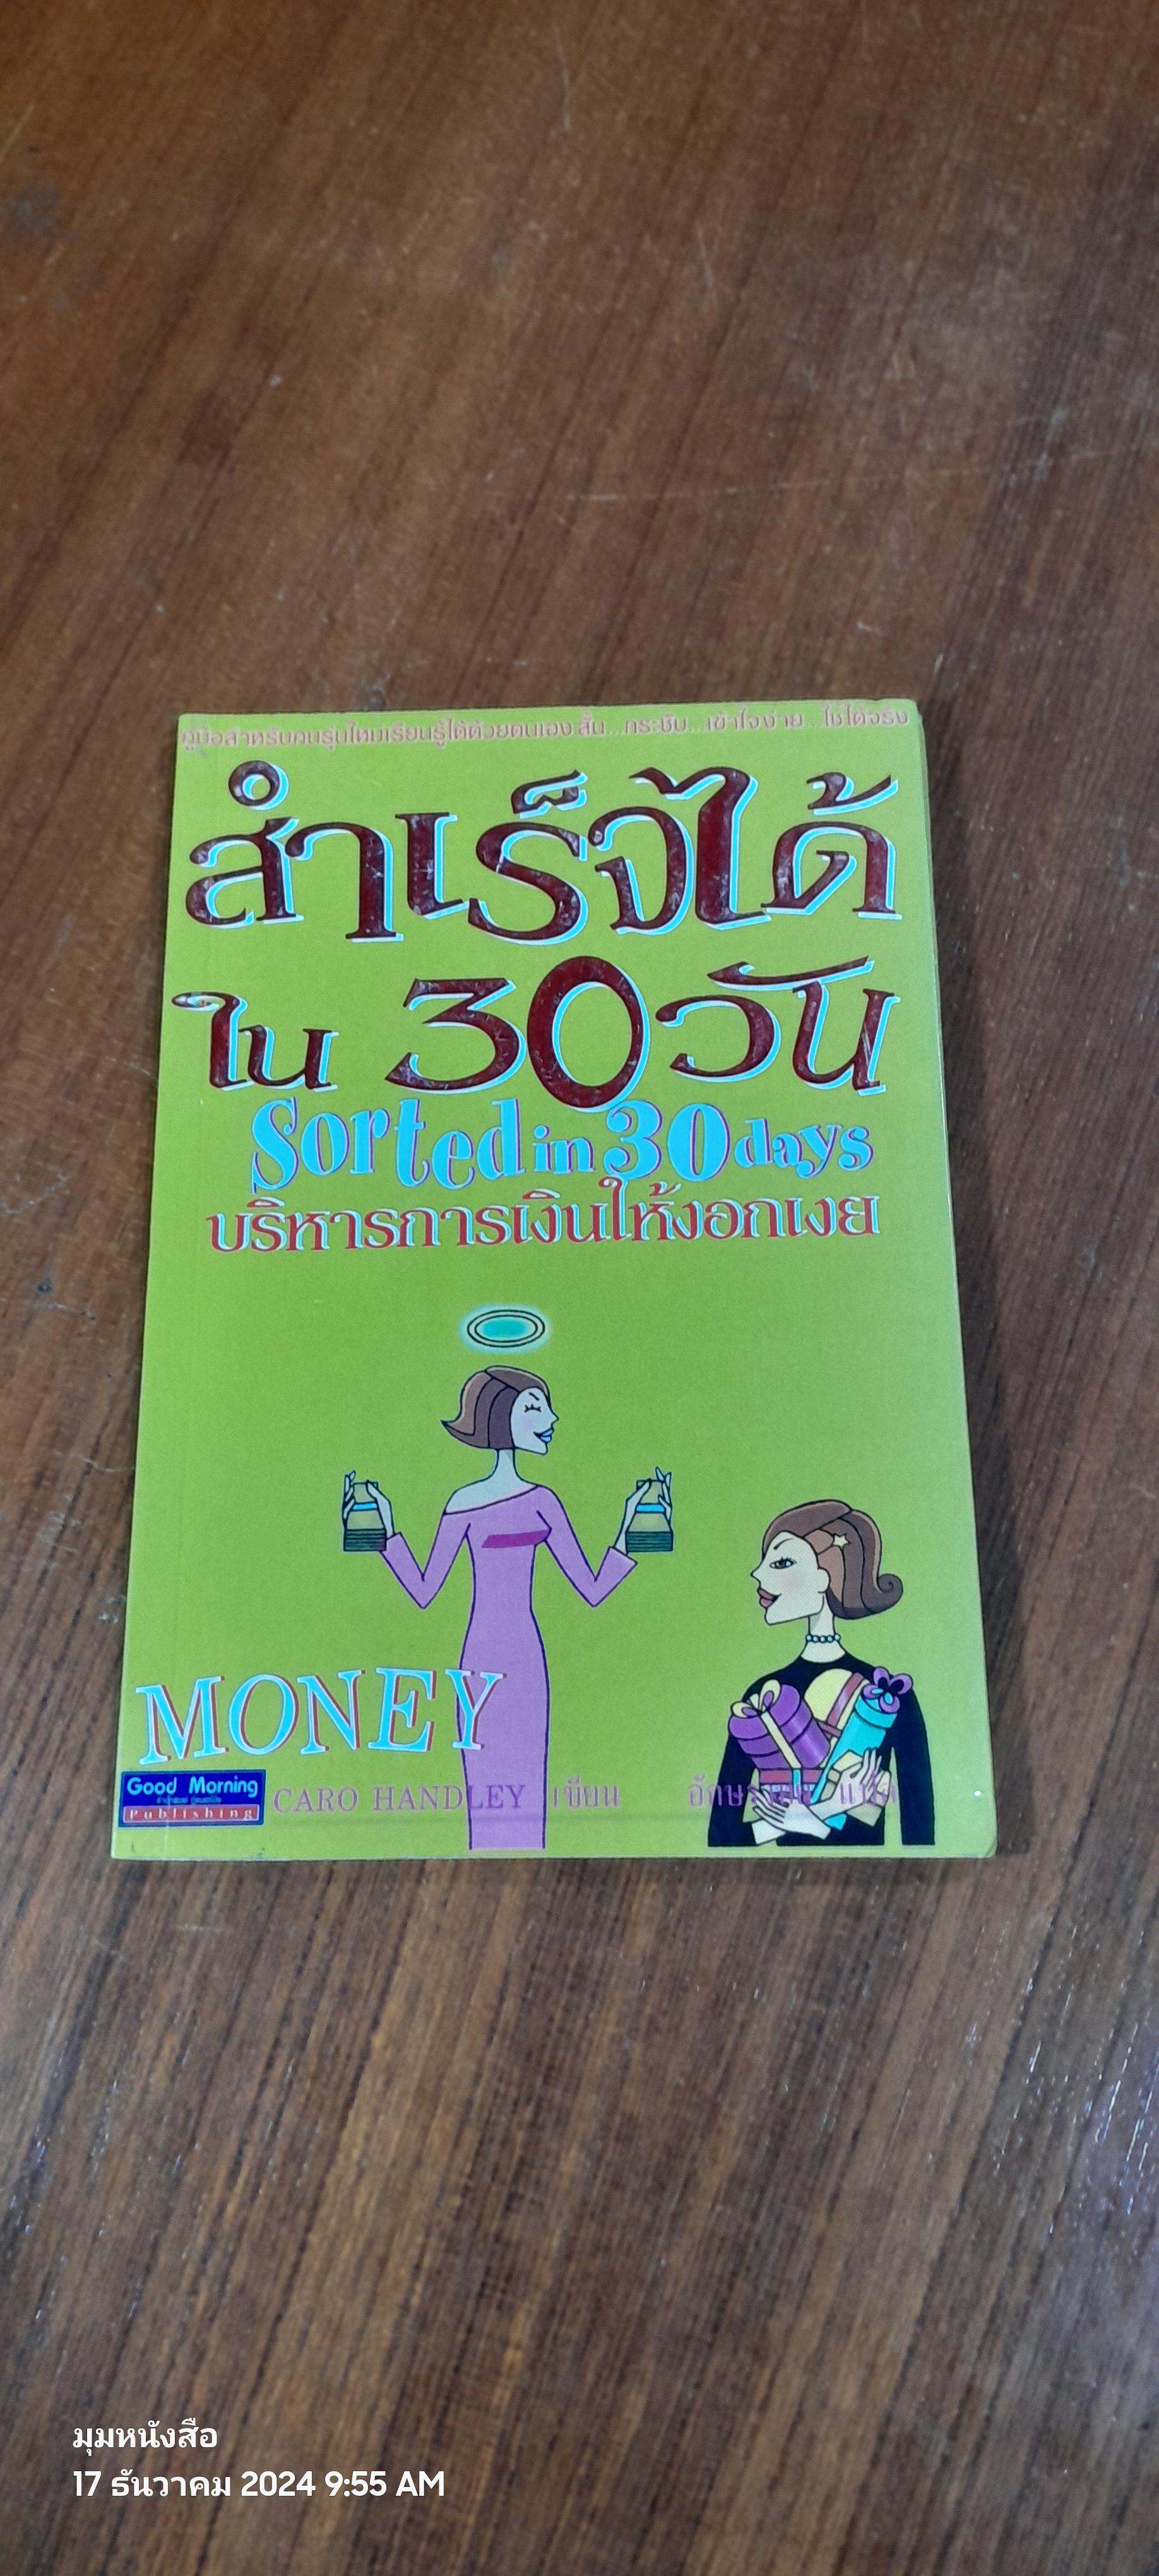 คู่มือสำหรับคนรุ่นใหม่เรียนรู้ได้ด้วยตนเอง สั้น...กระชับ...เข้าใจง่าย...ใช้ได้จริง
สำเร็จได้
ใน 30วัน
Sorted in 30 days
บริหารการเงินให้งอกเงย
MONEY
Good Morning
Publishing
CARO HANDLEY เขียน แปล
มุมหนังสือ
17 ธันวาคม 2024 9:55 AM